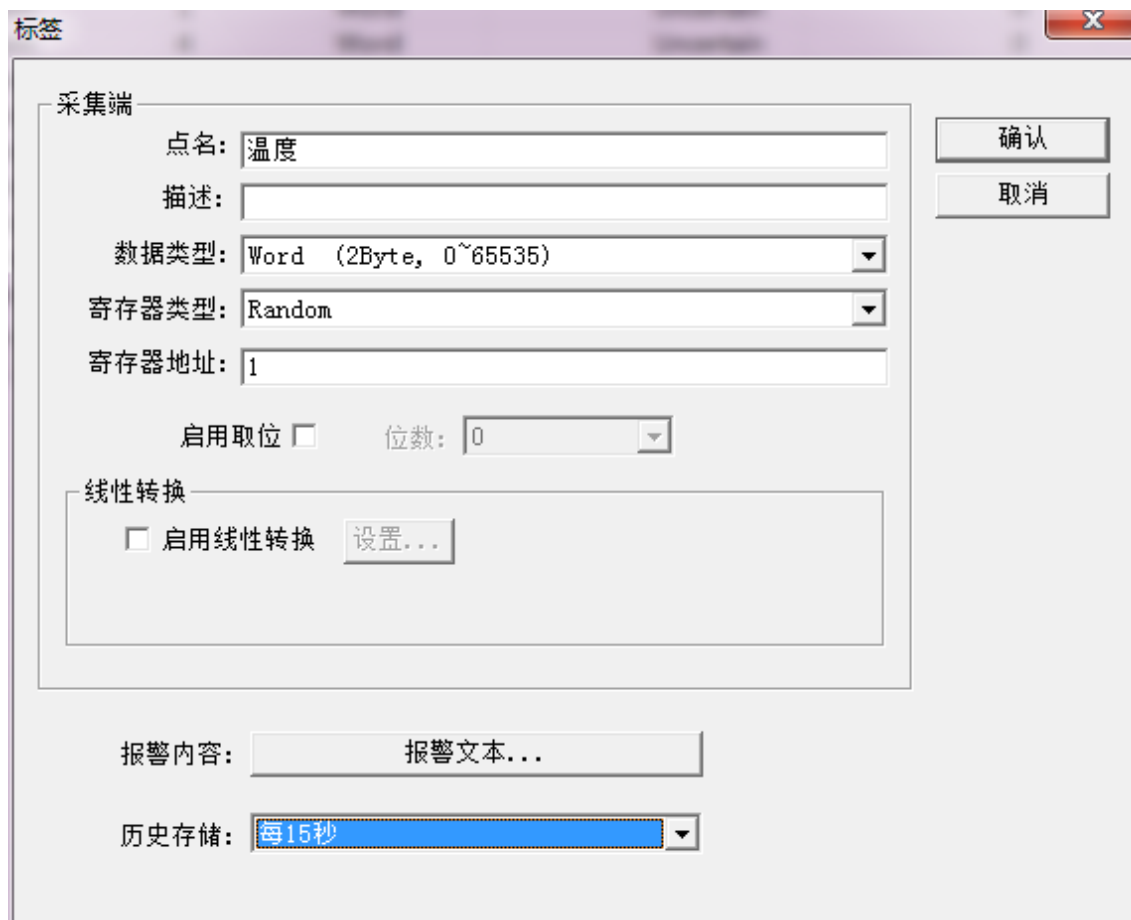 标签
采集端
点名: 温度
描述:
数据类型: Word (2Byte, 0~65535)
寄存器类型: Random
寄存器地址: 1
启用取位 位数: 0
线性转换
启用线性转换 设置...
报警内容: 报警文本...
历史存储: 每15秒
确认
取消